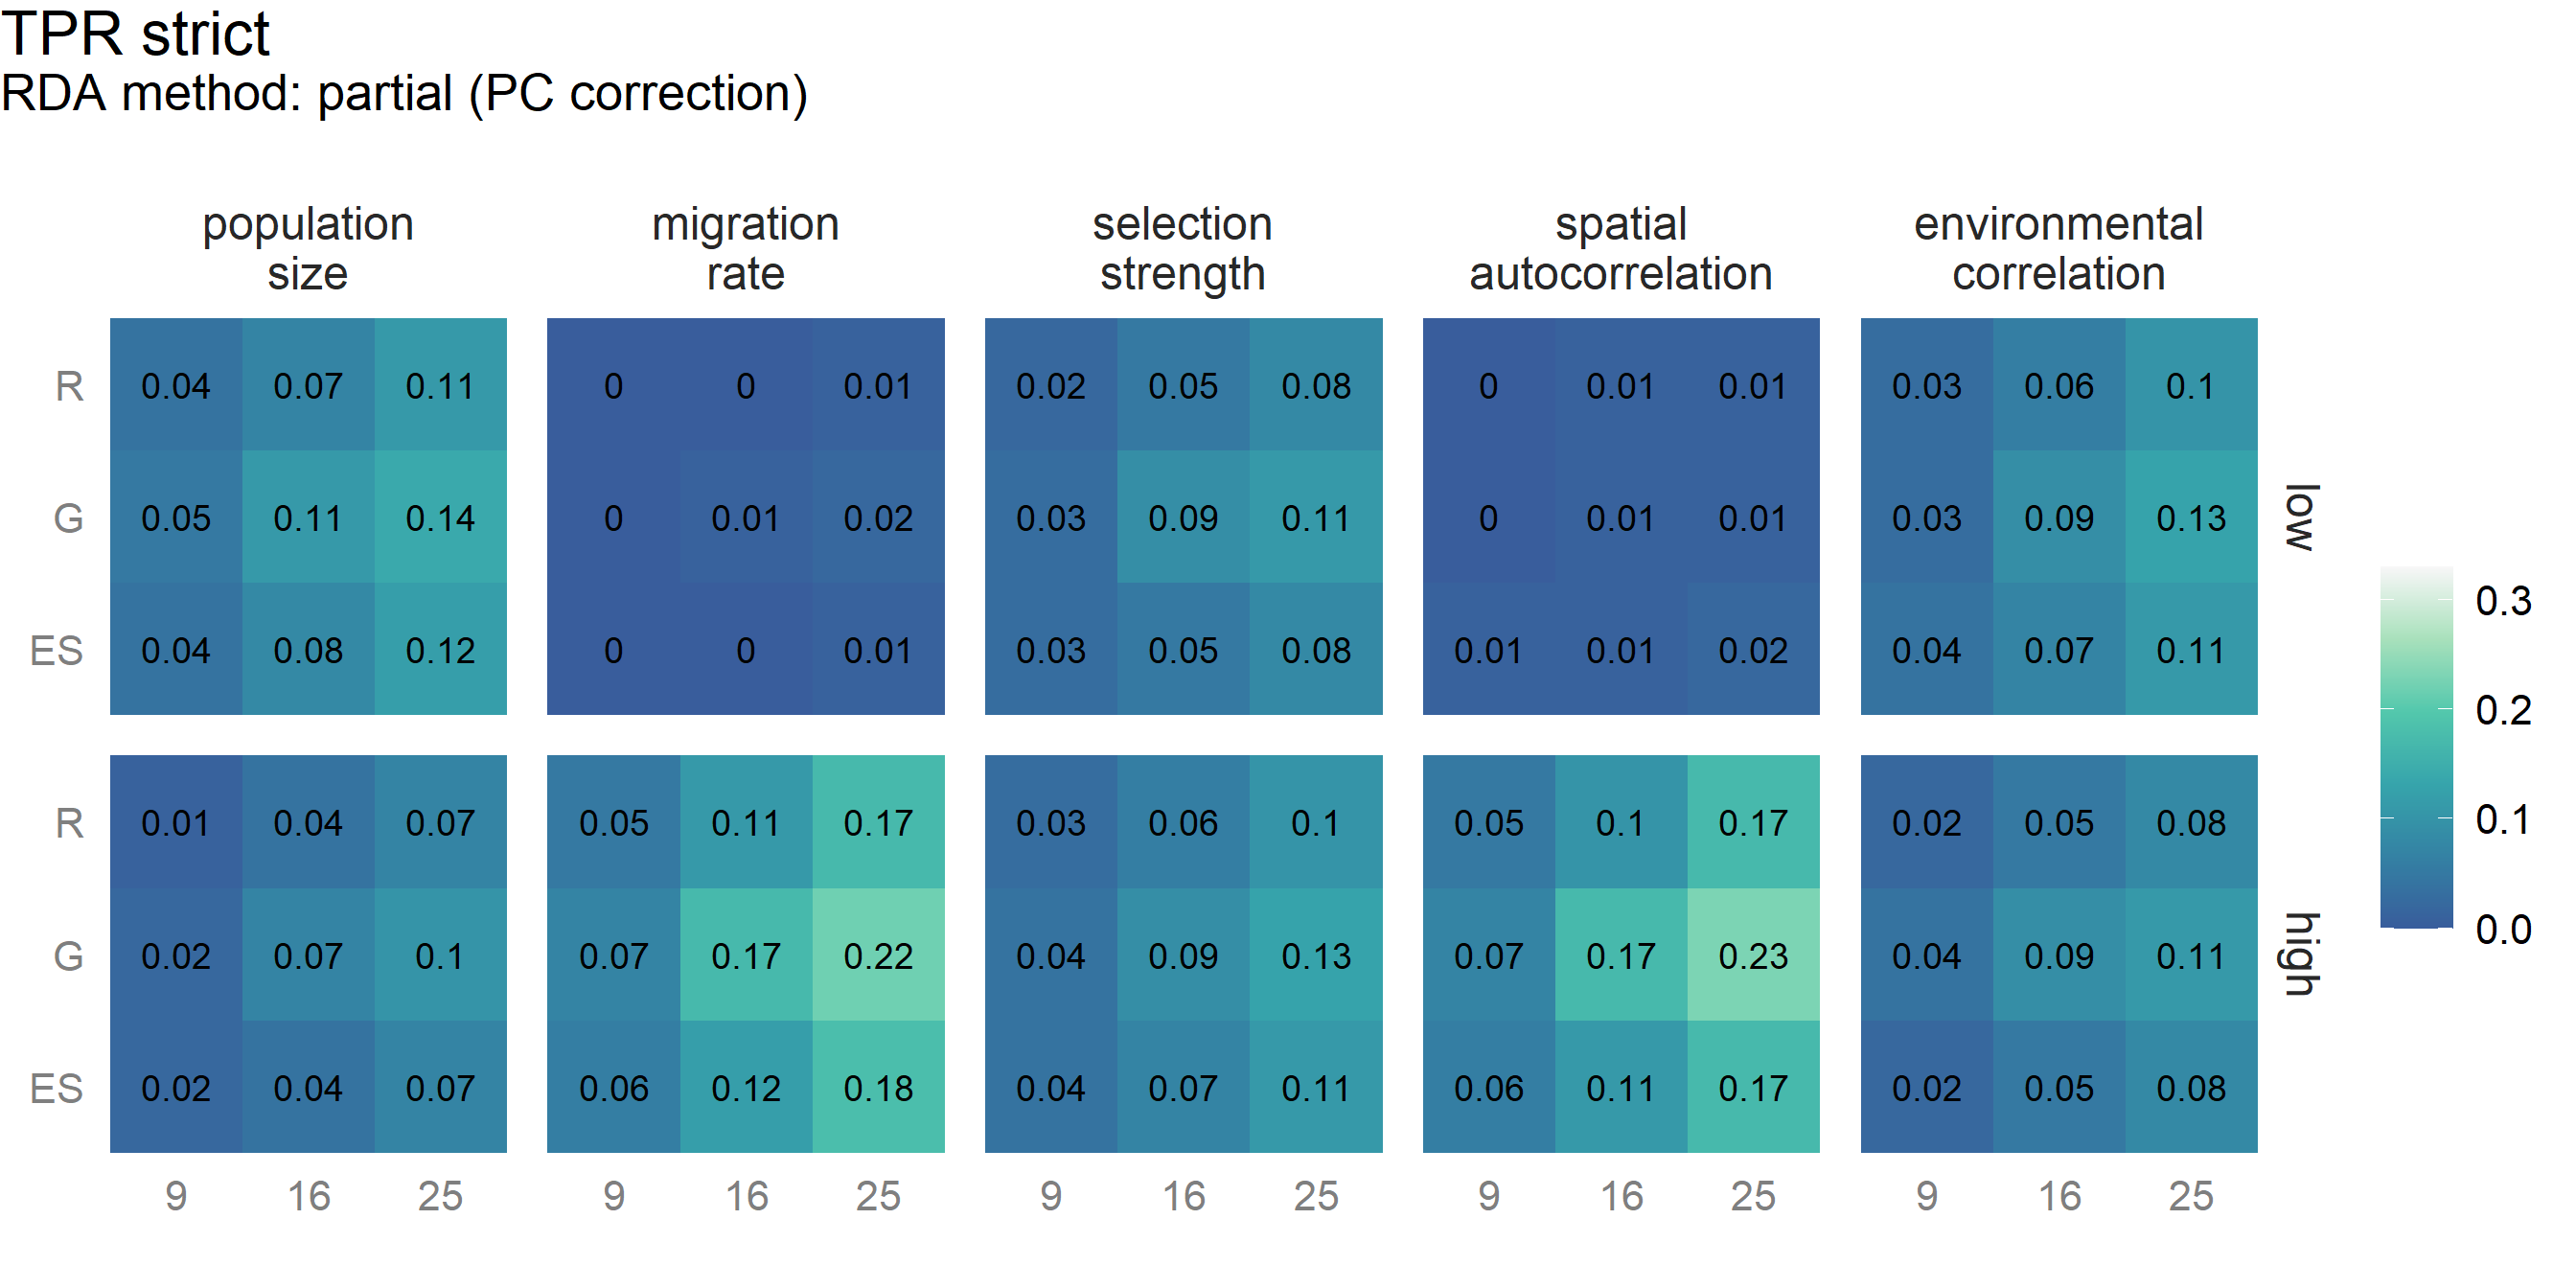 TPR strict
RDA method: partial (PC correction)
population size migration rate selection strength spatial autocorrelation environmental correlation
R 0.04 0.07 0.11 0 0 0.01 0.02 0.05 0.08 0 0.01 0.01 0.03 0.06 0.1
G 0.05 0.11 0.14 0 0.01 0.02 0.03 0.09 0.11 0 0.01 0.01 0.03 0.09 0.13
low
ES 0.04 0.08 0.12 0 0 0.01 0.03 0.05 0.08 0.01 0.01 0.02 0.04 0.07 0.11
R 0.01 0.04 0.07 0.05 0.11 0.17 0.03 0.06 0.1 0.05 0.1 0.17 0.02 0.05 0.08
G 0.02 0.07 0.1 0.07 0.17 0.22 0.04 0.09 0.13 0.07 0.17 0.23 0.04 0.09 0.11
high
ES 0.02 0.04 0.07 0.06 0.12 0.18 0.04 0.07 0.11 0.06 0.11 0.17 0.02 0.05 0.08
9 16 25 9 16 25 9 16 25 9 16 25 9 16 25
0.3
0.2
0.1
0.0